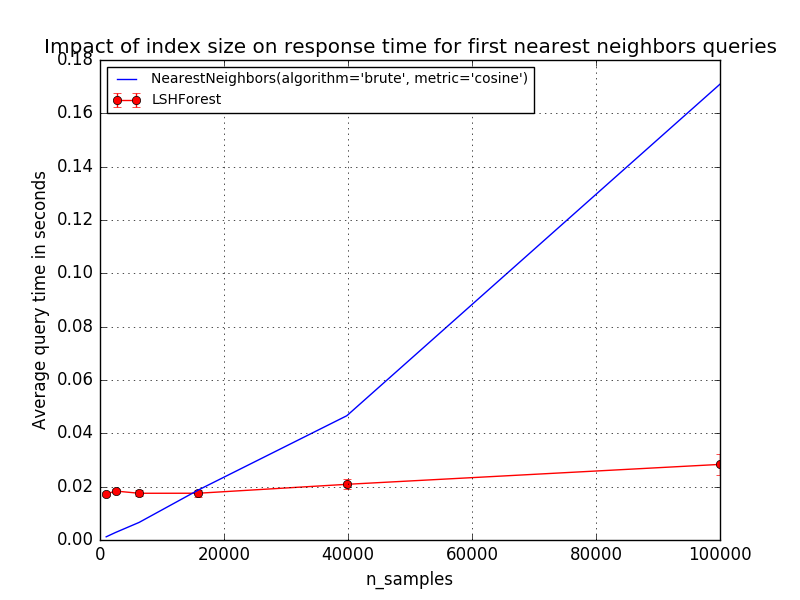 Impact of index size on response time for first nearest neighbors queries
NearestNeighbors(algorithm='brute', metric='cosine')
LSHForest
Average query time in seconds
0.18
0.16
0.14
0.12
0.10
0.08
0.06
0.04
0.02
0.00
0 20000 40000 60000 80000 100000
n_samples